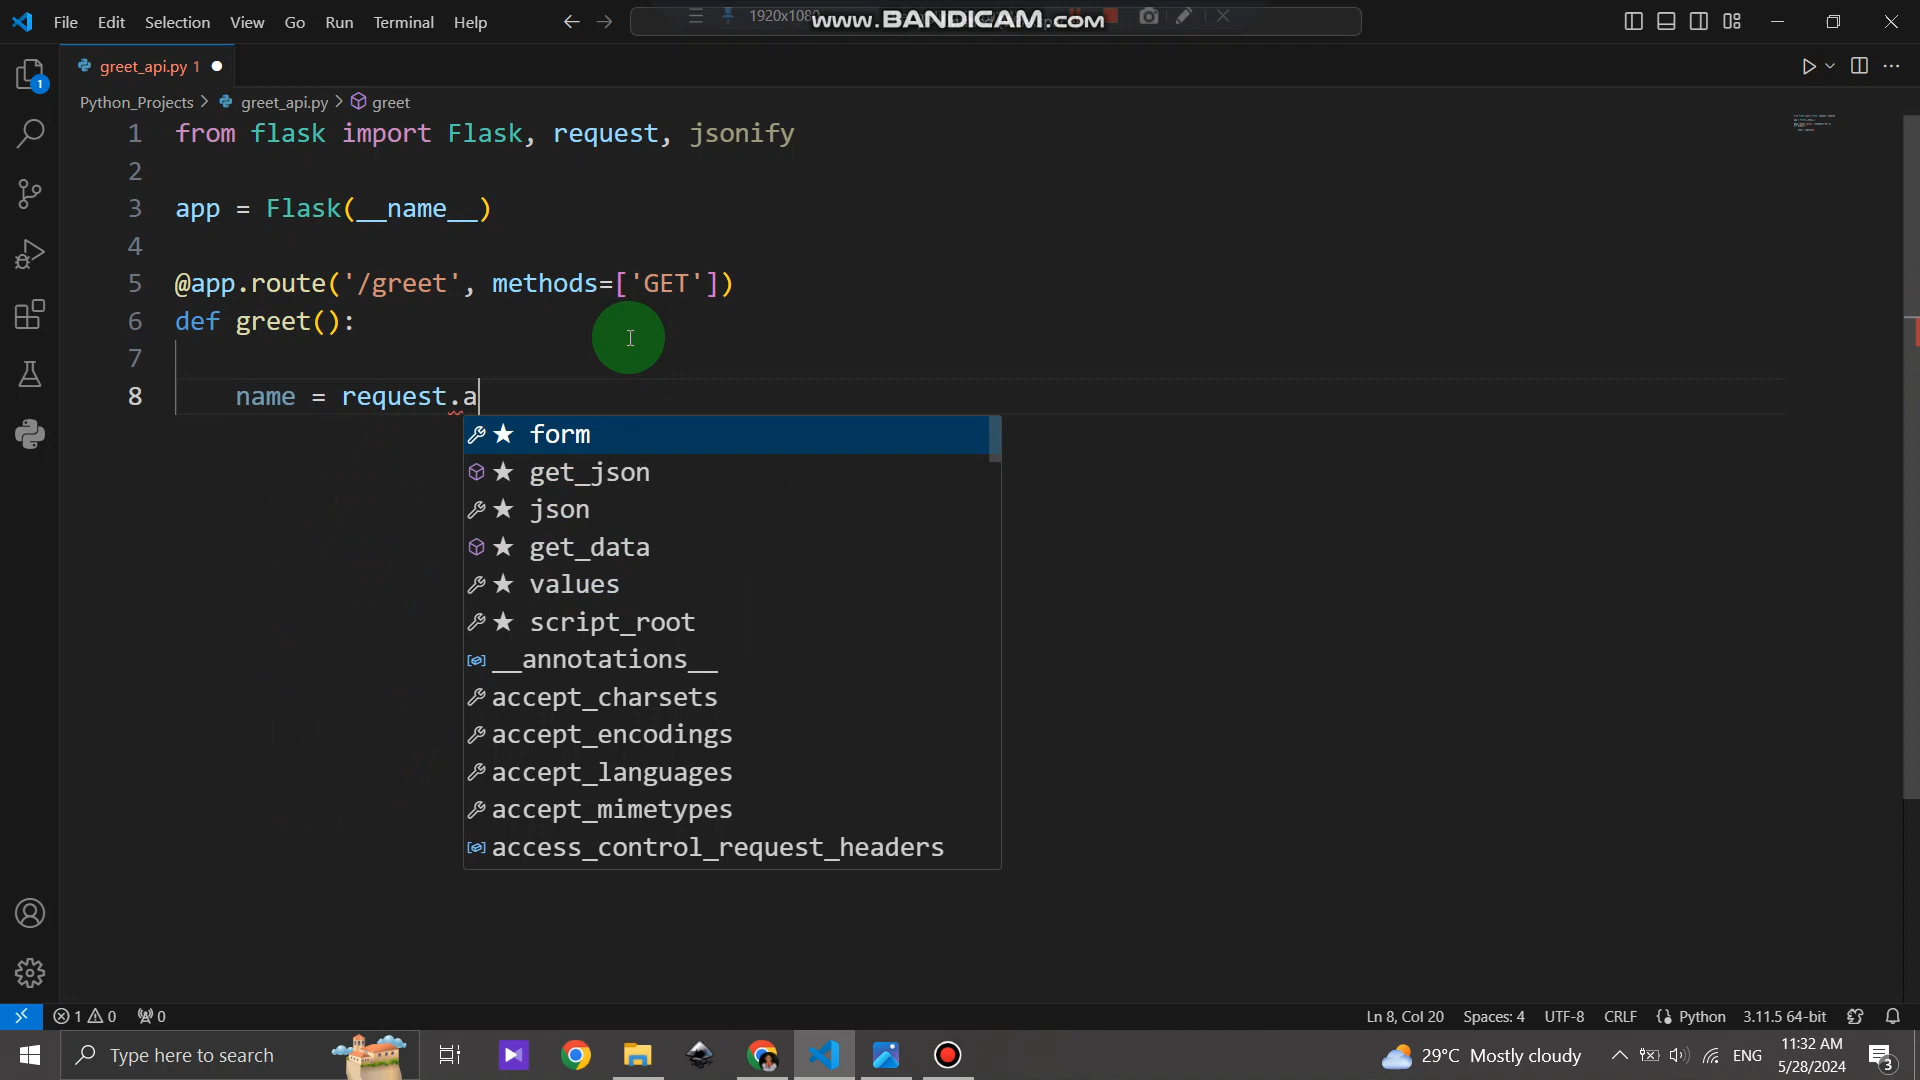 File Edit Selection View Go Run Terminal Help
1920x1080
www.BANDICAM.com
greet_api.py 1
Python_Projects > greet_api.py > greet
1 from flask import Flask, request, jsonify
2
3 app = Flask(__name__)
4
5 @app.route('/greet', methods=['GET'])
6 def greet():
7
8 name = request.a
form
get_json
json
get_data
values
script_root
__annotations__
accept_charsets
accept_encodings
accept_languages
accept_mimetypes
access_control_request_headers
1
1 0 0
Ln 8, Col 20 Spaces: 4 UTF-8 CRLF Python 3.11.5 64-bit
Type here to search
29°C Mostly cloudy
ENG
11:32 AM
5/28/2024
3